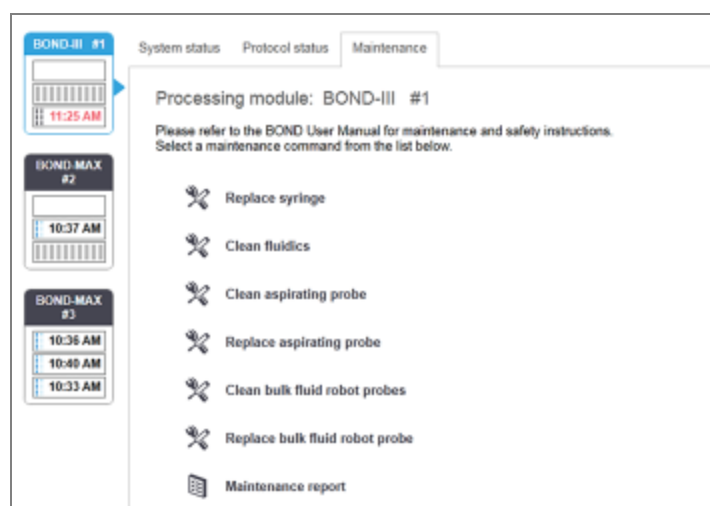 BOND-III #1
11:25 AM
BOND-MAX
#2
10:37 AM
BOND-MAX
#3
10:36 AM
10:40 AM
10:33 AM
System status Protocol status Maintenance
Processing module: BOND-III #1
Please refer to the BOND User Manual for maintenance and safety instructions.
Select a maintenance command from the list below.
Replace syringe
Clean fluidics
Clean aspirating probe
Replace aspirating probe
Clean bulk fluid robot probes
Replace bulk fluid robot probe
Maintenance report